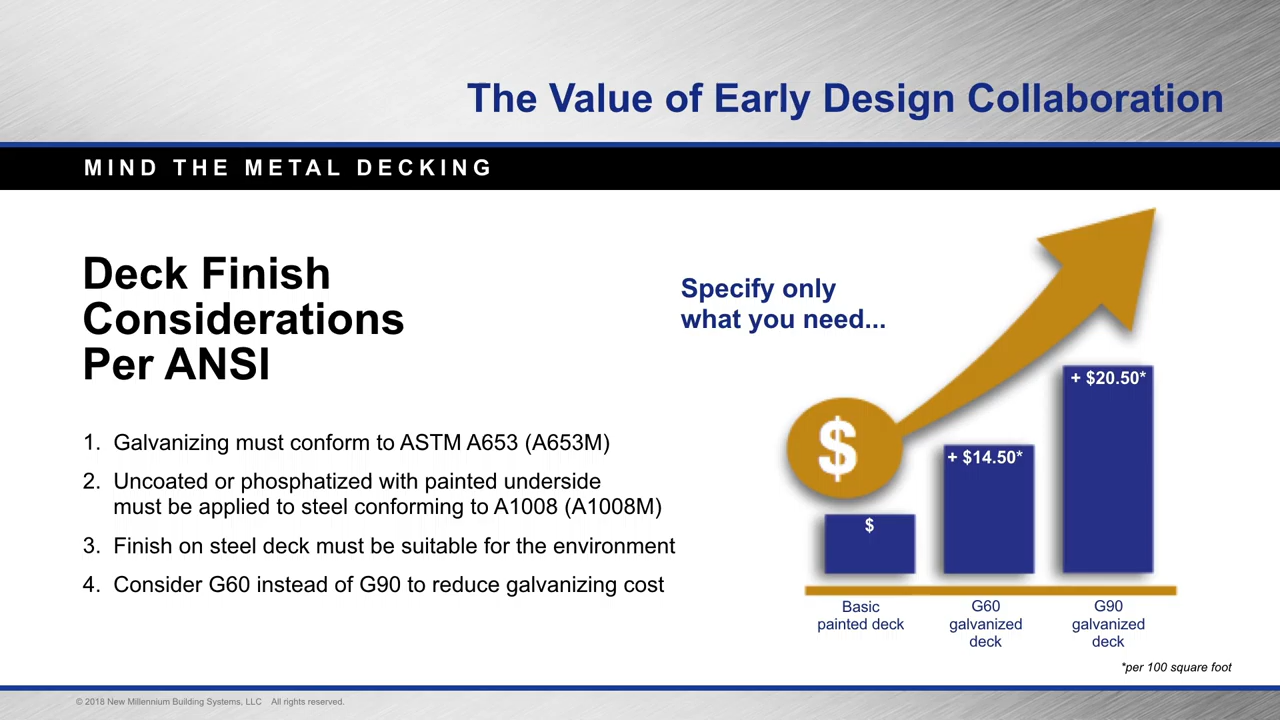 The Value of Early Design Collaboration
MIND THE METAL DECKING
Deck Finish
Considerations
Per ANSI
1. Galvanizing must conform to ASTM A653 (A653M)
2. Uncoated or phosphatized with painted underside
must be applied to steel conforming to A1008 (A1008M)
3. Finish on steel deck must be suitable for the environment
4. Consider G60 instead of G90 to reduce galvanizing cost
Specify only
what you need...
$
$
+ $14.50*
+ $20.50*
Basic
painted deck
G60
galvanized
deck
G90
galvanized
deck
*per 100 square foot
© 2018 New Millennium Building Systems, LLC All rights reserved.